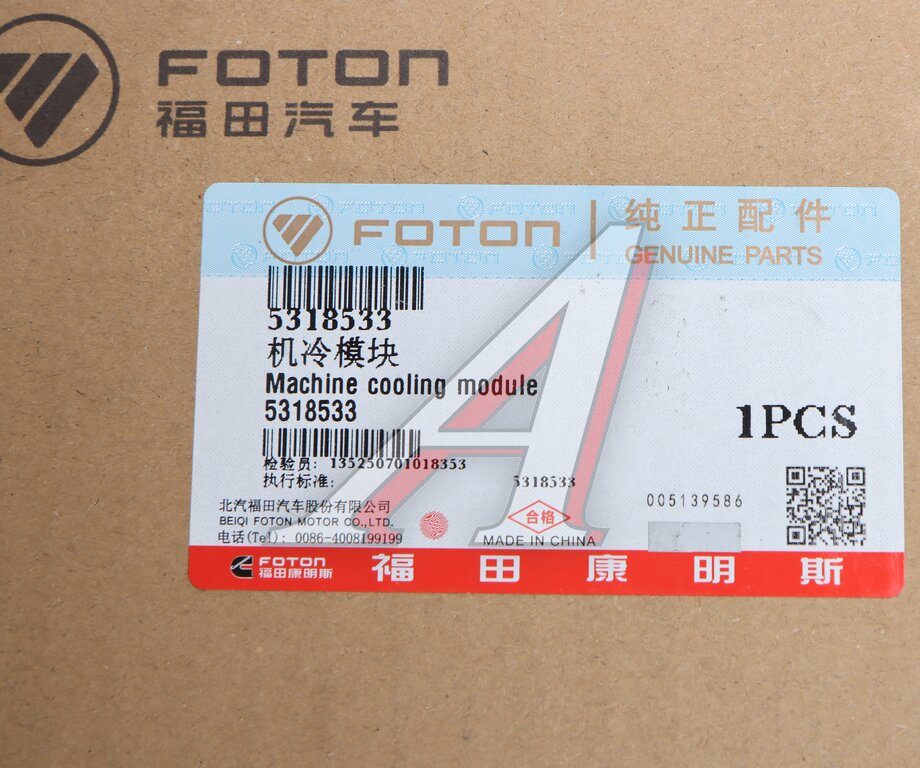 FOTON
福田汽车
FOTON 纯正配件
GENUINE PARTS
5318533
机冷模块
Machine cooling module
5318533
1PCS
检验员: 135250701018353
执行标准:
5318533
005139586
北汽福田汽车股份有限公司
BEIQI FOTON MOTOR CO.,LTD.
电话(Tel): 0086-4008199199
合格
MADE IN CHINA
FOTON
福田康明斯
福田康明斯